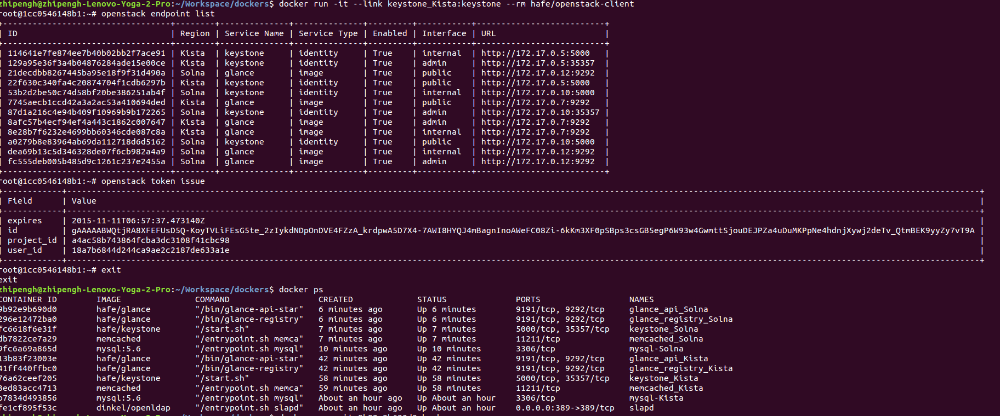 zhipengh@zhipengh-Lenovo-Yoga-2-Pro:~/Workspace/dockers$ docker run -it --link keystone_Kista:keystone --rm hafe/openstack-client
root@1cc0546148b1:~# openstack endpoint list
+----------------------------------+--------+--------------+--------------+---------+-----------+--------------------------+
| ID | Region | Service Name | Service Type | Enabled | Interface | URL |
+----------------------------------+--------+--------------+--------------+---------+-----------+--------------------------+
| 114641e7fe874ee7b40b02bb2f7ace91 | Kista | keystone | identity | True | internal | http://172.17.0.5:5000 |
| 129a95e36f3a4b04876284ade15e00ce | Kista | keystone | identity | True | admin | http://172.17.0.5:35357 |
| 21decdbb8267445ba95e18f9f31d490a | Solna | glance | image | True | public | http://172.17.0.12:9292 |
| 22f630c340fa4c20874704f1cdb6297b | Kista | keystone | identity | True | public | http://172.17.0.5:5000 |
| 53b2d2be50c74d58bf20be386251ab4f | Solna | keystone | identity | True | internal | http://172.17.0.10:5000 |
| 7745aecb1ccd42a3a2ac53a410694ded | Kista | glance | image | True | public | http://172.17.0.7:9292 |
| 87d1a216c4e94b409f10969b9b172265 | Solna | keystone | identity | True | admin | http://172.17.0.10:35357 |
| 8afc57b4ecf94ef4a443c1862c007647 | Kista | glance | image | True | admin | http://172.17.0.7:9292 |
| 8e28b7f6232e4699bb60346cde087c8a | Kista | glance | image | True | internal | http://172.17.0.7:9292 |
| a0279b8e83964ab69da112718d6d5162 | Solna | keystone | identity | True | public | http://172.17.0.10:5000 |
| dea69b13c5d346328de07f6cb982a4a9 | Solna | glance | image | True | internal | http://172.17.0.12:9292 |
| fc555deb005b485d9c1261c237e2455a | Solna | glance | image | True | admin | http://172.17.0.12:9292 |
+----------------------------------+--------+--------------+--------------+---------+-----------+--------------------------+
root@1cc0546148b1:~# openstack token issue
| Field | Value |
| expires | 2015-11-11T06:57:37.473140Z |
| id | gAAAAABWQtjRA8XFEFUsD5Q-KoyTVLiFEsG5te_2zIykdNDpOnDVE4FZzA_krdpwA5D7X4-7AWI8HYQJ4mBagnInoAWeFC08Zi-6kKm3XF0pSBps3csGB5egP6W93w4GwmttSjouDEJPZa4uDuMKPpNe4hdnjXywj2deTv_QtmBEK9yyZy7vT9A |
| project_id | a4ac58b743864fcba3dc3108f41cbc98 |
| user_id | 18a7b6844d244ca9ae2c2187de633a1e |
root@1cc0546148b1:~# exit
exit
zhipengh@zhipengh-Lenovo-Yoga-2-Pro:~/Workspace/dockers$ docker ps
CONTAINER ID IMAGE COMMAND CREATED STATUS PORTS NAMES
9b92e9b690d0 hafe/glance "/bin/glance-api-star" 6 minutes ago Up 6 minutes 9191/tcp, 9292/tcp glance_api_Solna
296e12472ba0 hafe/glance "/bin/glance-registry" 6 minutes ago Up 6 minutes 9191/tcp, 9292/tcp glance_registry_Solna
fc6618f6e31f hafe/keystone "/start.sh" 7 minutes ago Up 7 minutes 5000/tcp, 35357/tcp keystone_Solna
db7822ce7a29 memcached "/entrypoint.sh memca" 7 minutes ago Up 7 minutes 11211/tcp memcached_Solna
9fc6a69a865d mysql:5.6 "/entrypoint.sh mysql" 10 minutes ago Up 10 minutes 3306/tcp mysql-Solna
13b83f23003e hafe/glance "/bin/glance-api-star" 42 minutes ago Up 42 minutes 9191/tcp, 9292/tcp glance_api_Kista
41ff440ffbc0 hafe/glance "/bin/glance-registry" 42 minutes ago Up 42 minutes 9191/tcp, 9292/tcp glance_registry_Kista
76a62ceef205 hafe/keystone "/start.sh" 58 minutes ago Up 58 minutes 5000/tcp, 35357/tcp keystone_Kista
3ed83acc4713 memcached "/entrypoint.sh memca" 59 minutes ago Up 58 minutes 11211/tcp memcached_Kista
b7834d493856 mysql:5.6 "/entrypoint.sh mysql" About an hour ago Up About an hour 3306/tcp mysql-Kista
fe1cf895f53c dinkel/openldap "/entrypoint.sh slapd" About an hour ago Up About an hour 0.0.0.0:389->389/tcp slapd